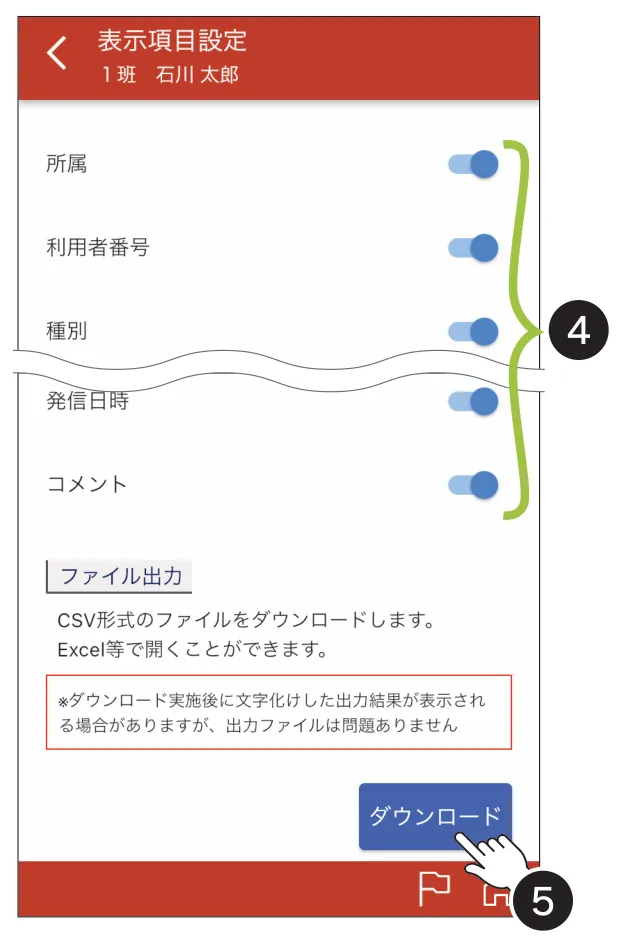 表示項目設定
１班　石川 太郎
所属
利用者番号
種別
4
発信日時
コメント
ファイル出力
CSV形式のファイルをダウンロードします。
Excel等で開くことができます。
※ダウンロード実施後に文字化けした出力結果が表示され
る場合がありますが、出力ファイルは問題ありません
ダウンロード
5